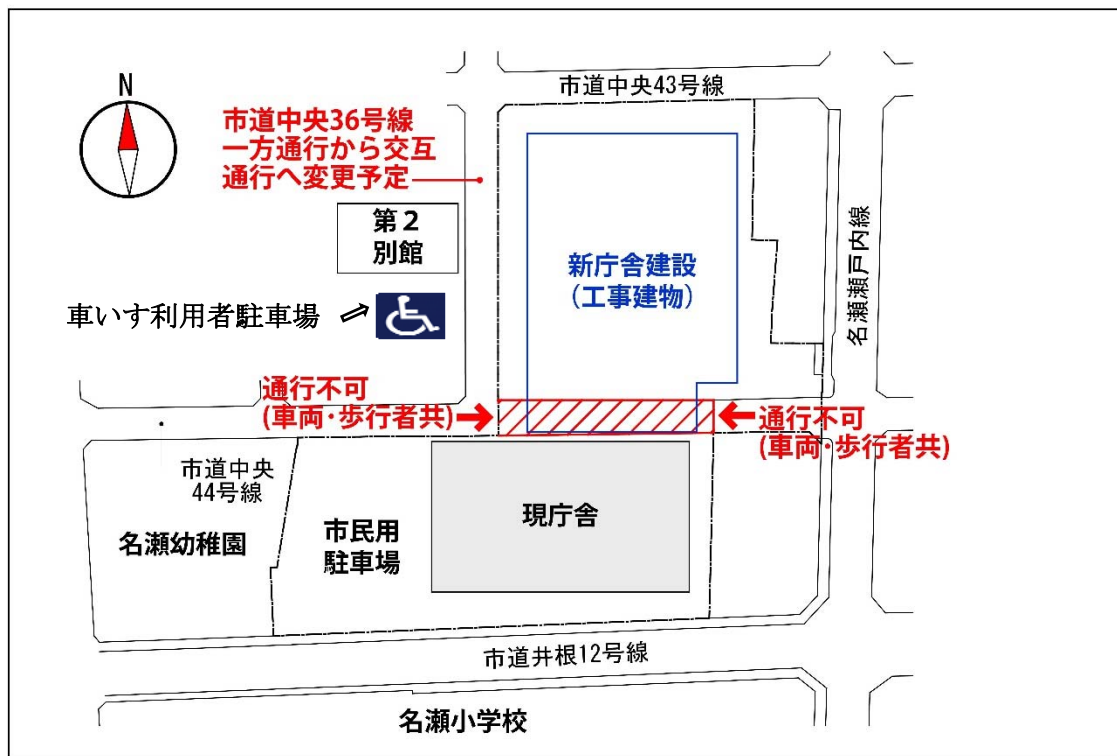 N
市道中央43号線
市道中央36号線
一方通行から交互
通行へ変更予定
第２
別館
新庁舎建設
(工事建物)
名瀬瀬戸内線
車いす利用者駐車場
通行不可
(車両・歩行者共)
通行不可
(車両・歩行者共)
市道中央
44号線
名瀬幼稚園
市民用
駐車場
現庁舎
市道井根12号線
名瀬小学校